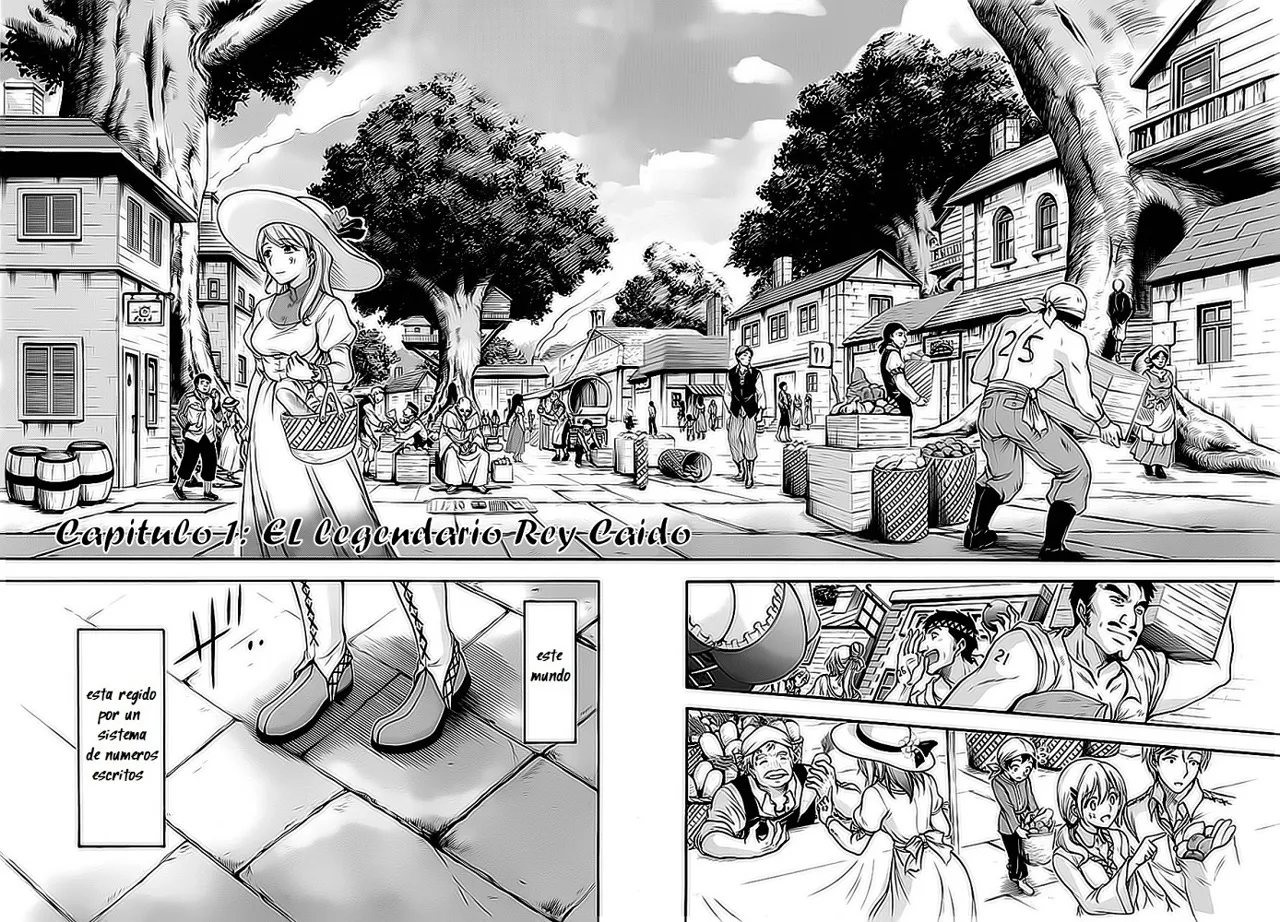 25
Capitulo 1: EL legendario Rey Caido
21
este
mundo
esta regido
por un
sistema
de numeros
escritos